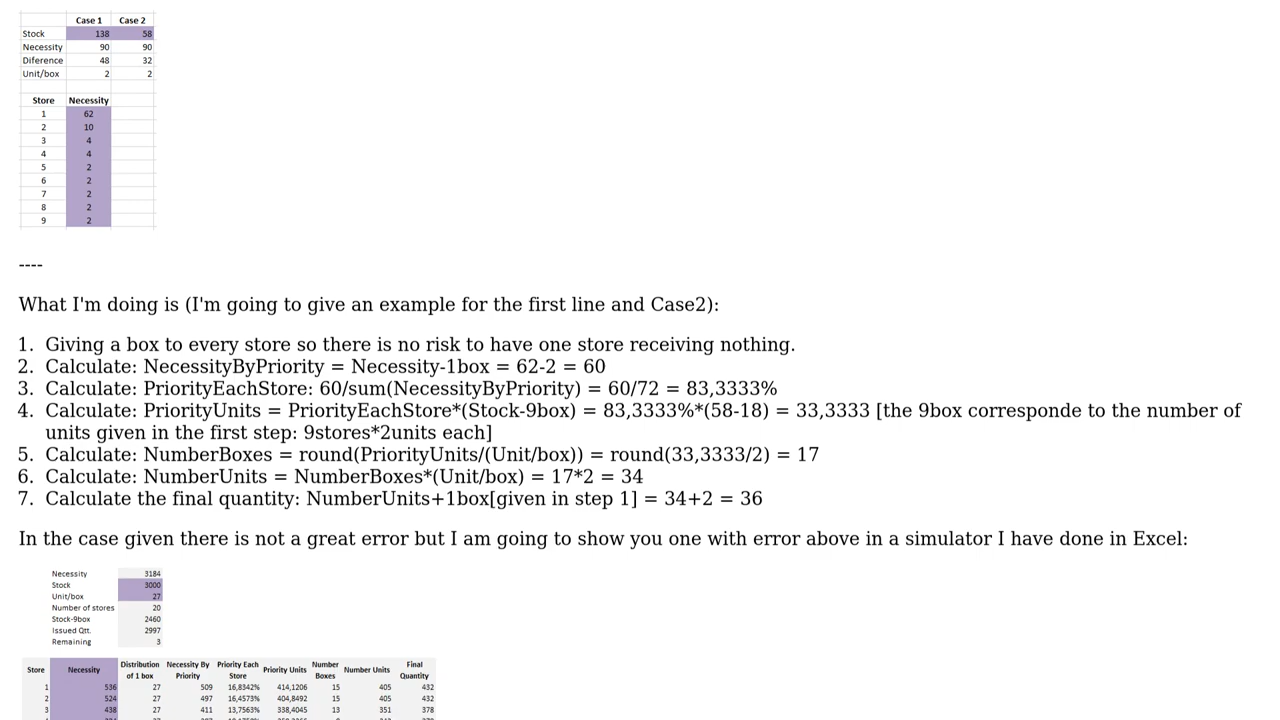 Case 1 Case 2
Stock 138 58
Necessity 90 90
Diference 48 32
Unit/box 2 2
Store Necessity
1 62
2 10
3 4
4 4
5 2
6 2
7 2
8 2
9 2
----
What I'm doing is (I'm going to give an example for the first line and Case2):
1. Giving a box to every store so there is no risk to have one store receiving nothing.
2. Calculate: NecessityByPriority = Necessity-1box = 62-2 = 60
3. Calculate: PriorityEachStore: 60/sum(NecessityByPriority) = 60/72 = 83,3333%
4. Calculate: PriorityUnits = PriorityEachStore*(Stock-9box) = 83,3333%*(58-18) = 33,3333 [the 9box corresponde to the number of
units given in the first step: 9stores*2units each]
5. Calculate: NumberBoxes = round(PriorityUnits/(Unit/box)) = round(33,3333/2) = 17
6. Calculate: NumberUnits = NumberBoxes*(Unit/box) = 17*2 = 34
7. Calculate the final quantity: NumberUnits+1box[given in step 1] = 34+2 = 36
In the case given there is not a great error but I am going to show you one with error above in a simulator I have done in Excel:
Necessity 3184
Stock 3000
Unit/box 27
Number of stores 20
Stock-9box 2460
Issued Qtt. 2997
Remaining 3
Store Necessity Distribution of 1 box Necessity By Priority Priority Each Store Priority Units Number Boxes Number Units Final Quantity
1 536 27 509 16,8342% 414,1206 15 405 432
2 524 27 497 16,4573% 404,8492 15 405 432
3 438 27 411 13,7563% 338,4045 13 351 378